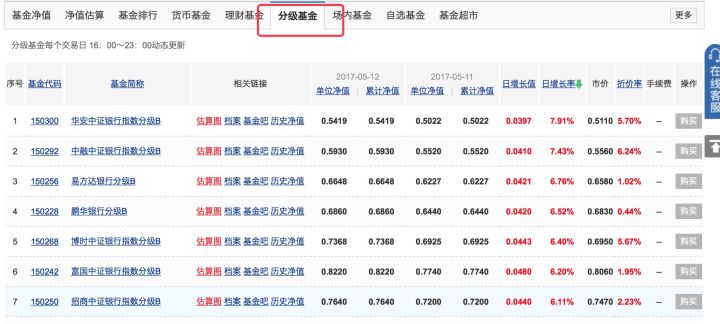 基金净值 净值估算 基金排行 货币基金 理财基金 分级基金 场内基金 自选基金 基金超市 更多
分级基金每个交易日 16：00～23：00动态更新
序号 基金代码 基金简称 相关链接 2017-05-12 单位净值 | 累计净值 2017-05-11 单位净值 | 累计净值 日增长值 日增长率 市价 折价率 手续费 操作
1 150300 华安中证银行指数分级B 估算图 档案 基金吧 历史净值 0.5419 0.5419 0.5022 0.5022 0.0397 7.91% 0.5110 5.70% -- 购买
2 150292 中融中证银行指数分级B 估算图 档案 基金吧 历史净值 0.5930 0.5930 0.5520 0.5520 0.0410 7.43% 0.5560 6.24% -- 购买
3 150256 易方达银行分级B 估算图 档案 基金吧 历史净值 0.6648 0.6648 0.6227 0.6227 0.0421 6.76% 0.6580 1.02% -- 购买
4 150228 鹏华银行分级B 估算图 档案 基金吧 历史净值 0.6860 0.6860 0.6440 0.6440 0.0420 6.52% 0.6830 0.44% -- 购买
5 150268 博时中证银行指数分级B 估算图 档案 基金吧 历史净值 0.7368 0.7368 0.6925 0.6925 0.0443 6.40% 0.6950 5.67% -- 购买
6 150242 富国中证银行指数分级B 估算图 档案 基金吧 历史净值 0.8220 0.8220 0.7740 0.7740 0.0480 6.20% 0.8060 1.95% -- 购买
7 150250 招商中证银行指数分级B 估算图 档案 基金吧 历史净值 0.7640 0.7640 0.7200 0.7200 0.0440 6.11% 0.7470 2.23% -- 购买
在线客服